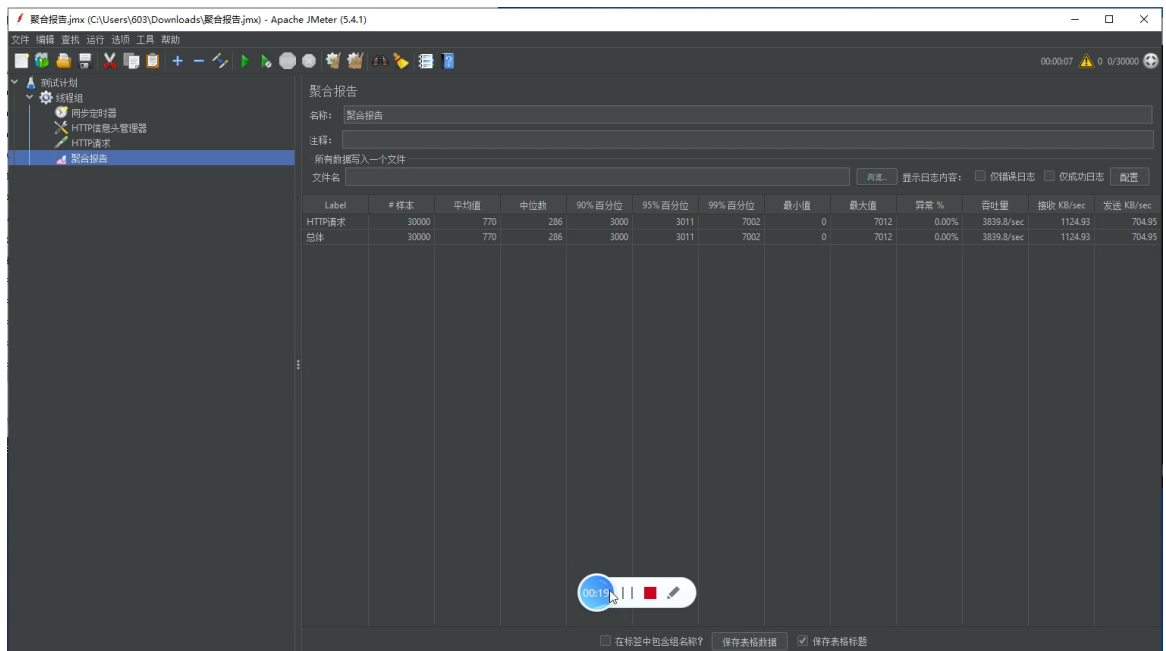 聚合报告.jmx (C:\Users\603\Downloads\聚合报告.jmx) - Apache JMeter (5.4.1)
文件 编辑 查找 运行 选项 工具 帮助
00:00:07 0 0/30000
测试计划
线程组
同步定时器
HTTP信息头管理器
HTTP请求
聚合报告
聚合报告
名称: 聚合报告
注释:
所有数据写入一个文件
文件名 浏览... 显示日志内容: 仅错误日志 仅成功日志 配置
Label # 样本 平均值 中位数 90% 百分位 95% 百分位 99% 百分位 最小值 最大值 异常 % 吞吐量 接收 KB/sec 发送 KB/sec
HTTP请求 30000 770 286 3000 3011 7002 0 7012 0.00% 3839.8/sec 1124.93 704.95
总体 30000 770 286 3000 3011 7002 0 7012 0.00% 3839.8/sec 1124.93 704.95
00:19
在标签中包含组名称? 保存表格数据 保存表格标题